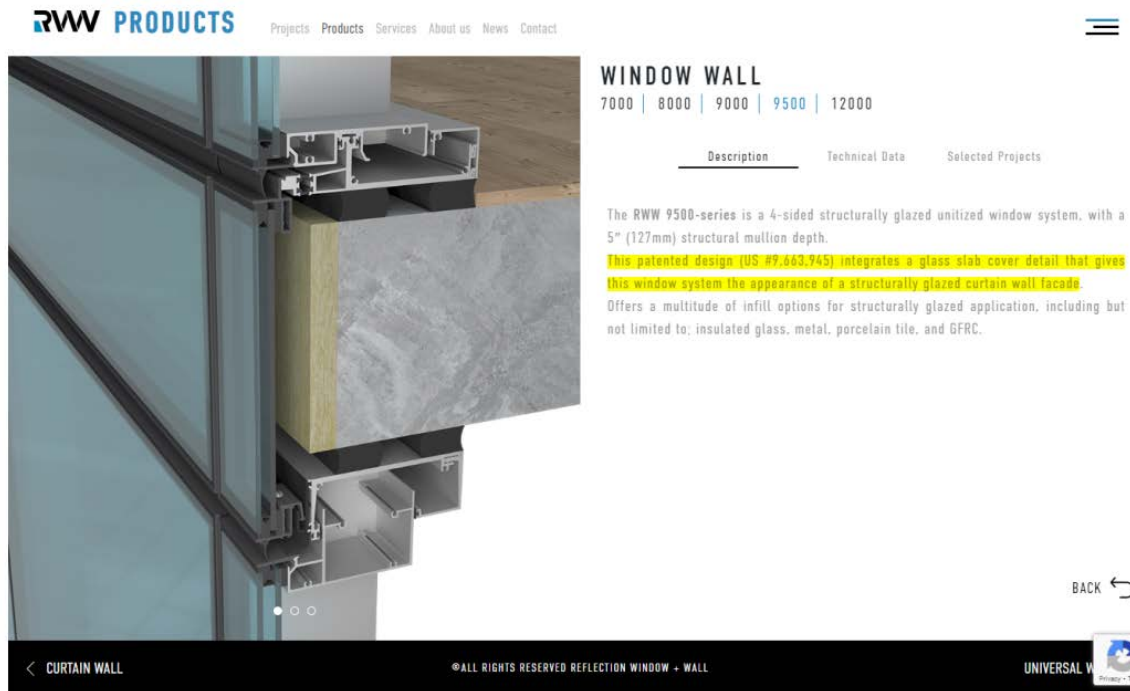 RWW PRODUCTS
Projects Products Services About us News Contact
WINDOW WALL
7000 | 8000 | 9000 | 9500 | 12000
Description Technical Data Selected Projects
The RWW 9500-series is a 4-sided structurally glazed unitized window system, with a
5" (127mm) structural mullion depth.
This patented design (US #9,663,945) integrates a glass slab cover detail that gives
this window system the appearance of a structurally glazed curtain wall facade.
Offers a multitude of infill options for structurally glazed application, including but
not limited to; insulated glass, metal, porcelain tile, and GFRC.
BACK
CURTAIN WALL
©ALL RIGHTS RESERVED REFLECTION WINDOW + WALL
UNIVERSAL
Privacy